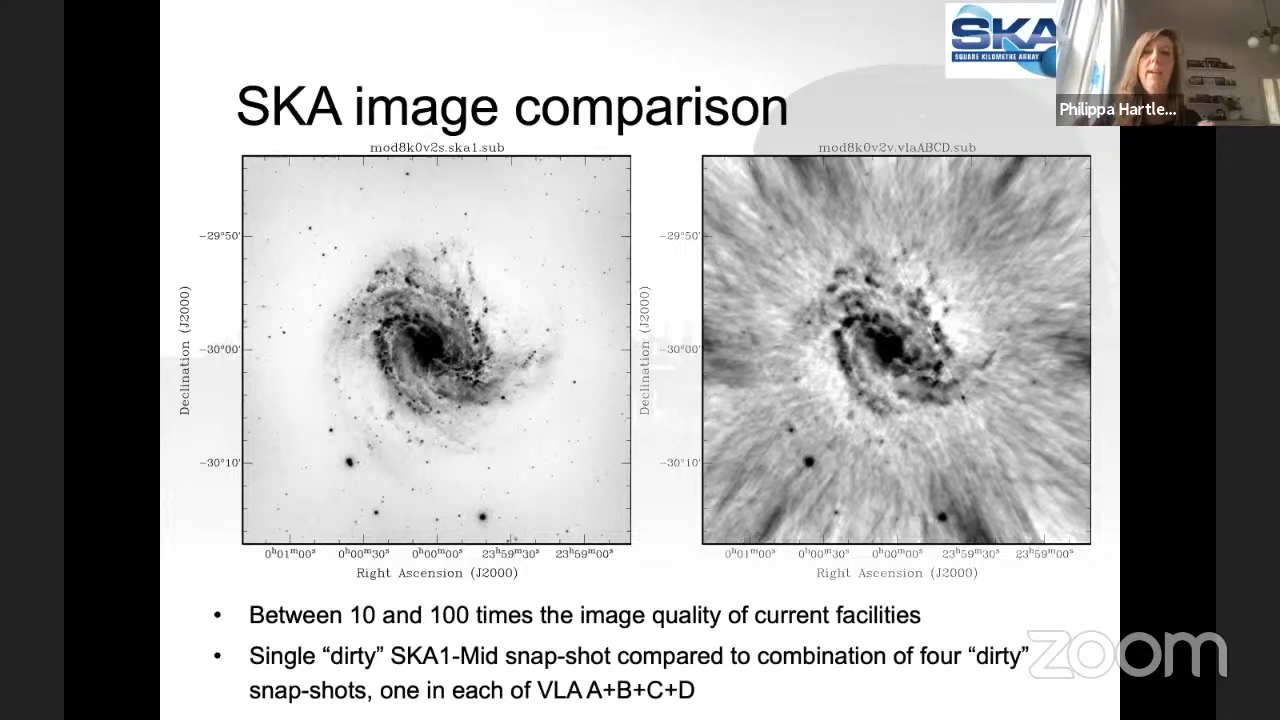 SKA
SQUARE KILOMETRE ARRAY
Philippa Hartle...
SKA image comparison
mod8k0v2s.ska1.sub
mod8k0v2v.vlaABCD.sub
−29°50'
−30°00'
−30°10'
Declination (J2000)
0ʰ01ᵐ00ˢ 0ʰ00ᵐ30ˢ 0ʰ00ᵐ00ˢ 23ʰ59ᵐ30ˢ 23ʰ59ᵐ00ˢ
Right Ascension (J2000)
−29°50'
−30°00'
−30°10'
Declination (J2000)
0ʰ01ᵐ00ˢ 0ʰ00ᵐ30ˢ 0ʰ00ᵐ00ˢ 23ʰ59ᵐ30ˢ 23ʰ59ᵐ00ˢ
Right Ascension (J2000)
• Between 10 and 100 times the image quality of current facilities
• Single “dirty” SKA1-Mid snap-shot compared to combination of four “dirty”
snap-shots, one in each of VLA A+B+C+D
zoom